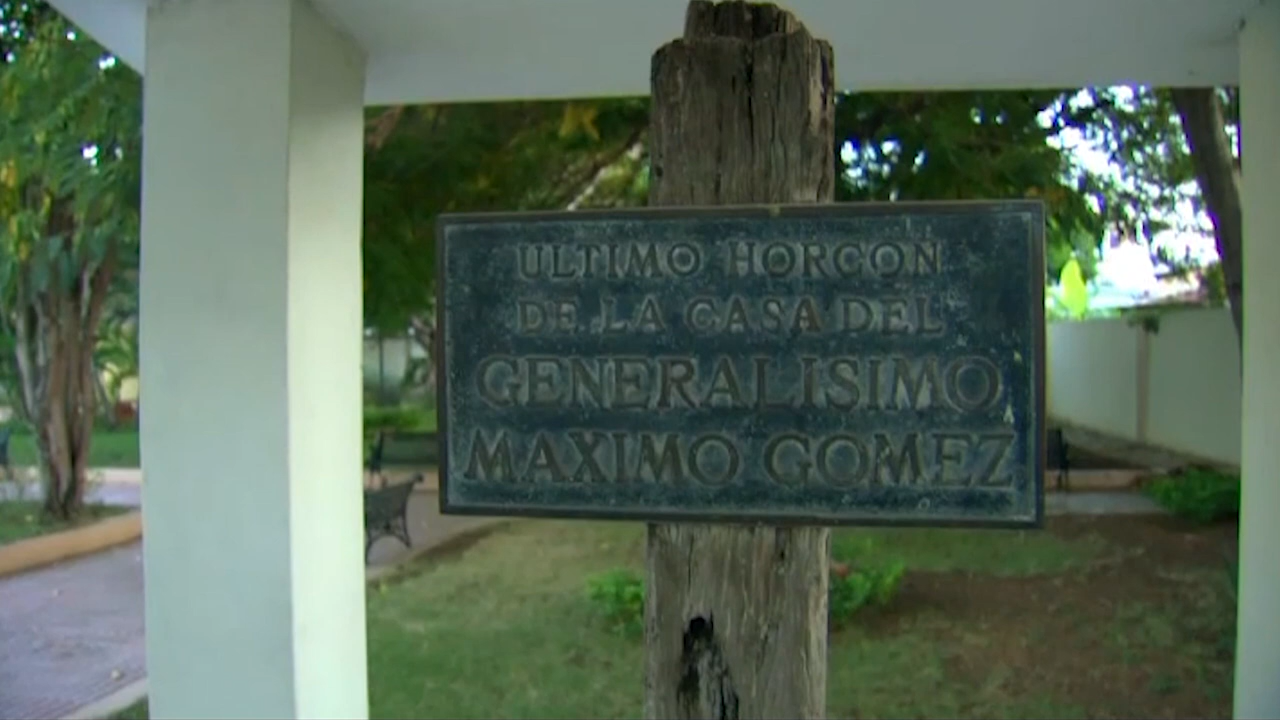 ULTIMO HORCON
DE LA CASA DEL
GENERALISIMO
MAXIMO GOMEZ